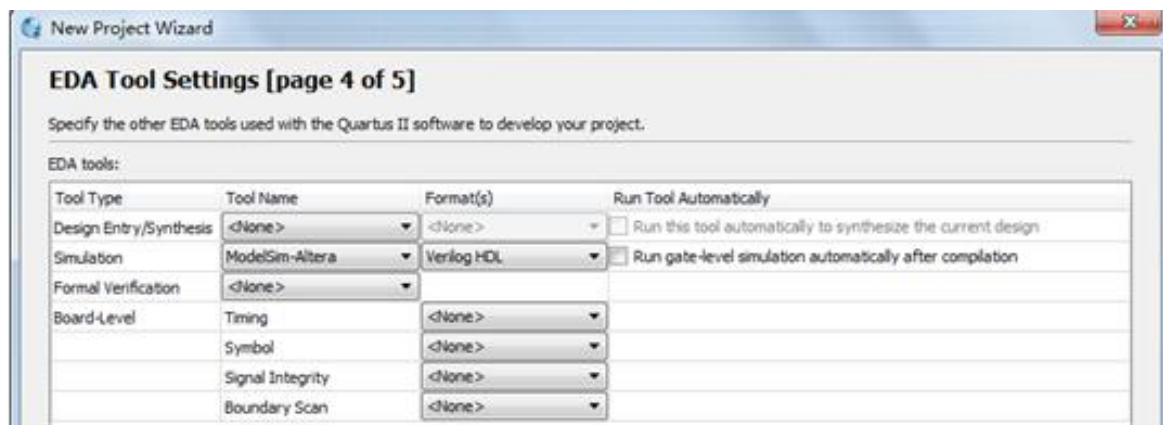 New Project Wizard
EDA Tool Settings [page 4 of 5]
Specify the other EDA tools used with the Quartus II software to develop your project.
EDA tools:
Tool Type Tool Name Format(s) Run Tool Automatically
Design Entry/Synthesis <None> <None> Run this tool automatically to synthesize the current design
Simulation ModelSim-Altera Verilog HDL Run gate-level simulation automatically after compilation
Formal Verification <None>
Board-Level Timing <None>
Symbol <None>
Signal Integrity <None>
Boundary Scan <None>